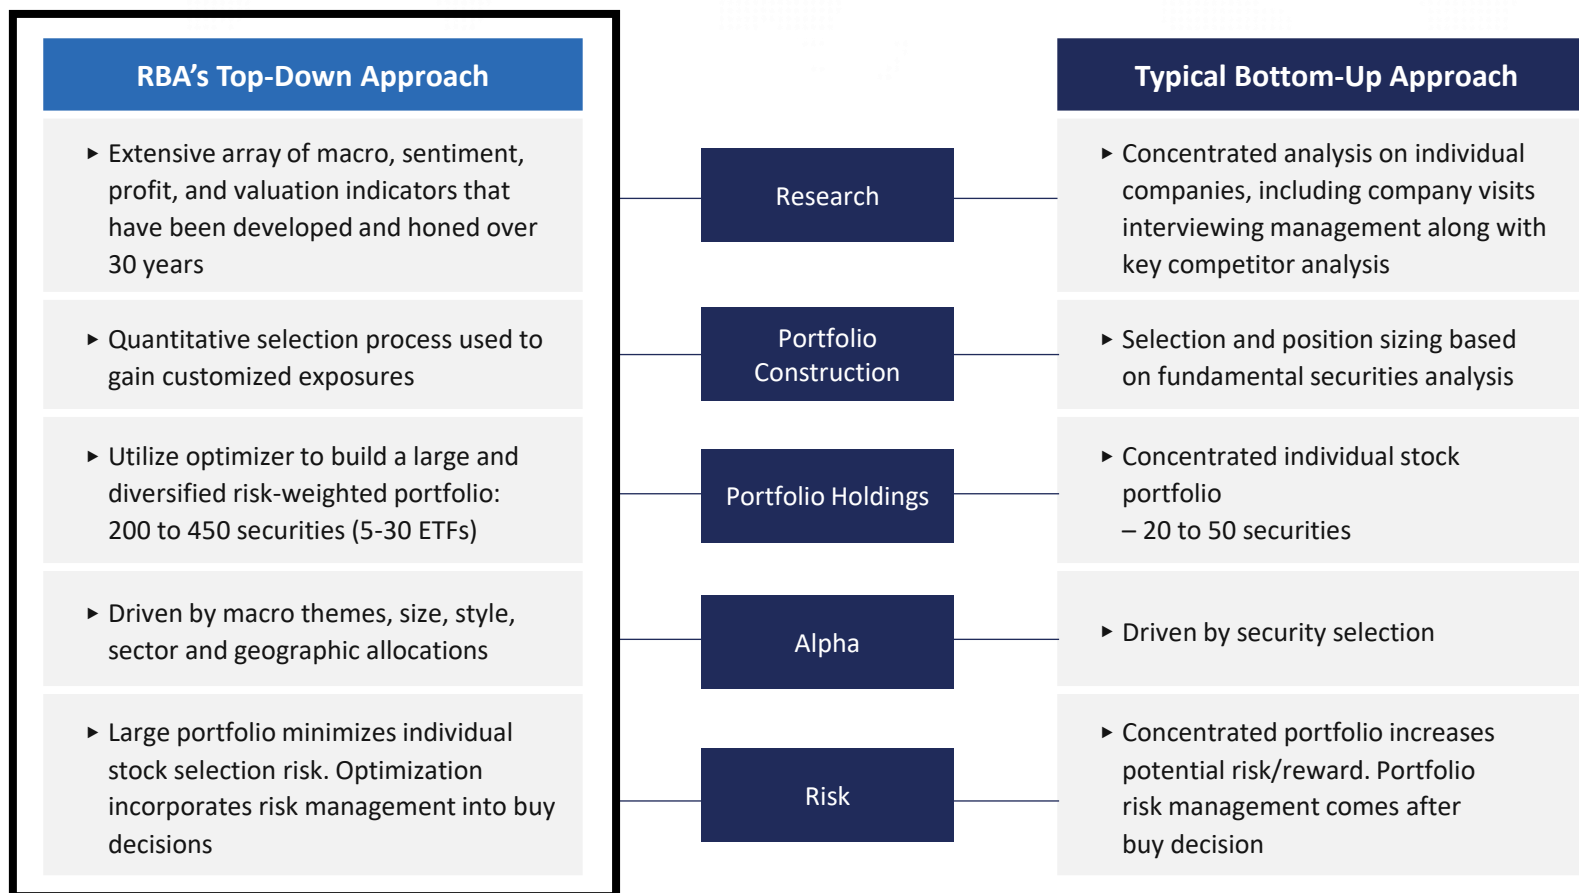 RBA’s Top-Down Approach
Typical Bottom-Up Approach
▸ Extensive array of macro, sentiment,
profit, and valuation indicators that
have been developed and honed over
30 years
Research
▸ Concentrated analysis on individual
companies, including company visits
interviewing management along with
key competitor analysis
▸ Quantitative selection process used to
gain customized exposures
Portfolio
Construction
▸ Selection and position sizing based
on fundamental securities analysis
▸ Utilize optimizer to build a large and
diversified risk-weighted portfolio:
200 to 450 securities (5-30 ETFs)
Portfolio Holdings
▸ Concentrated individual stock
portfolio
– 20 to 50 securities
▸ Driven by macro themes, size, style,
sector and geographic allocations
Alpha
▸ Driven by security selection
▸ Large portfolio minimizes individual
stock selection risk. Optimization
incorporates risk management into buy
decisions
Risk
▸ Concentrated portfolio increases
potential risk/reward. Portfolio
risk management comes after
buy decision